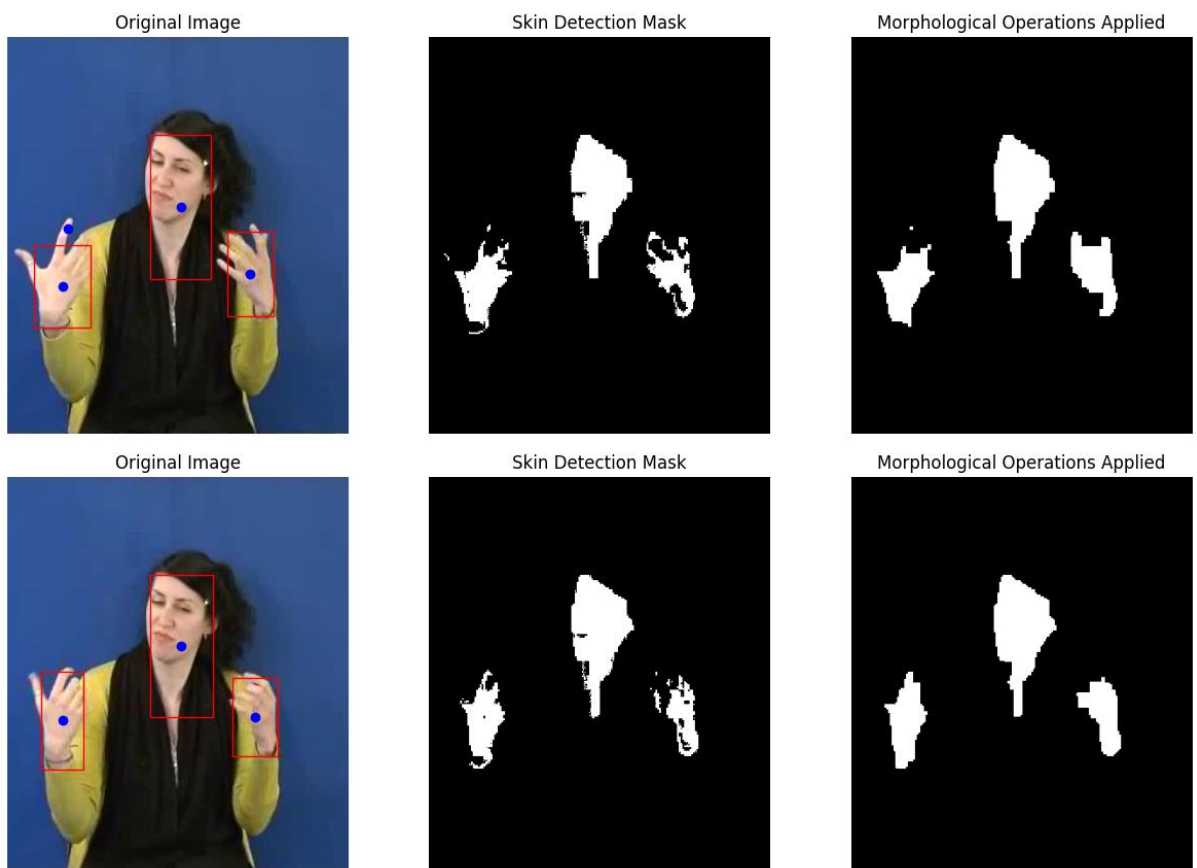 Original Image
Skin Detection Mask
Morphological Operations Applied
Original Image
Skin Detection Mask
Morphological Operations Applied